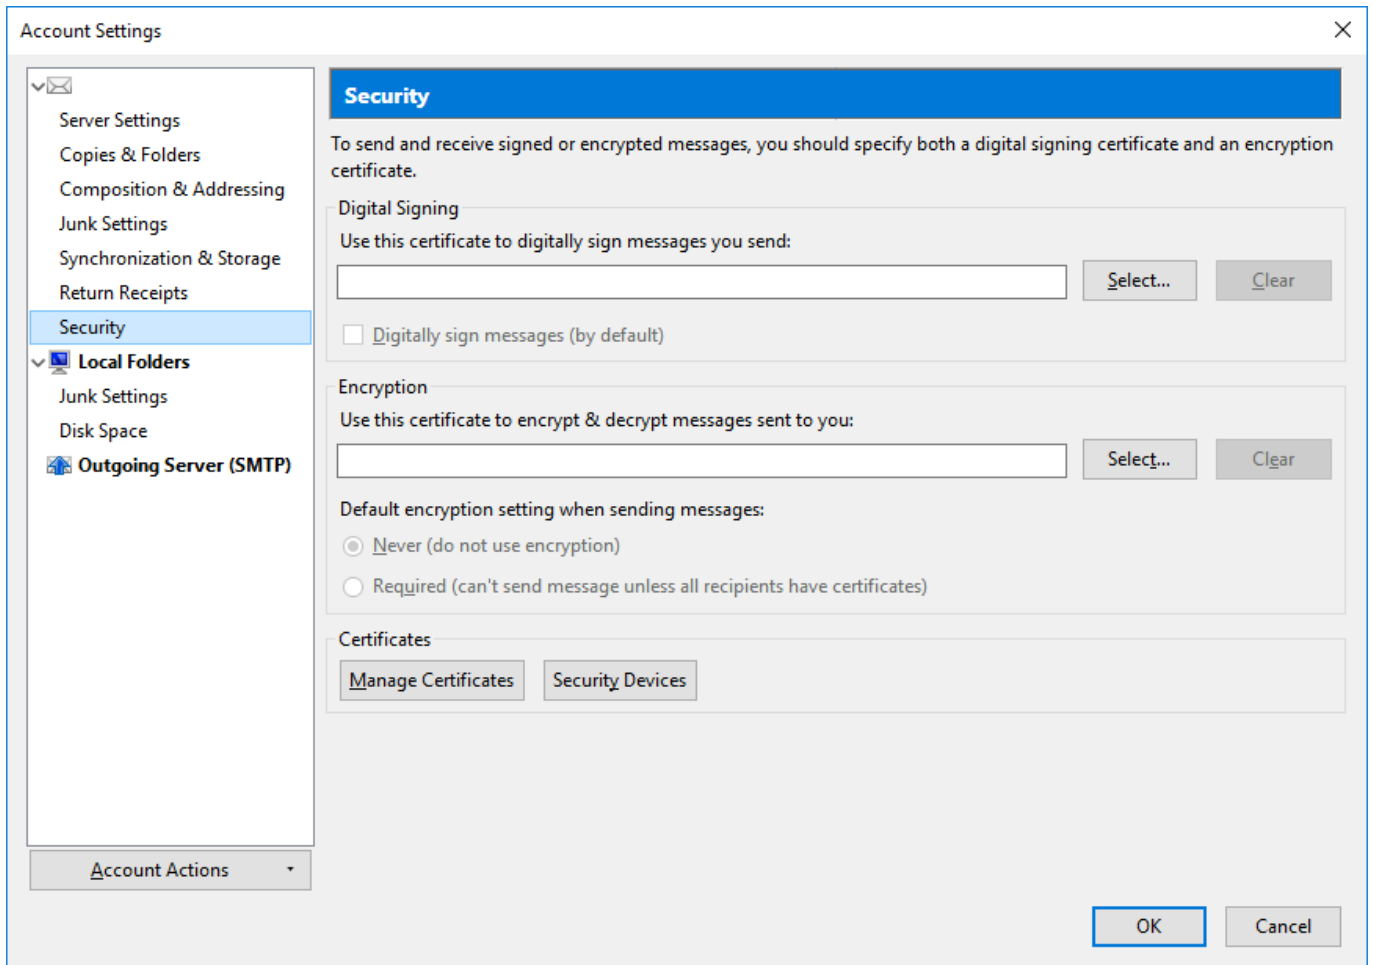 Account Settings
Server Settings
Copies & Folders
Composition & Addressing
Junk Settings
Synchronization & Storage
Return Receipts
Security
Local Folders
Junk Settings
Disk Space
Outgoing Server (SMTP)
Account Actions
Security
To send and receive signed or encrypted messages, you should specify both a digital signing certificate and an encryption
certificate.
Digital Signing
Use this certificate to digitally sign messages you send:
Select... Clear
Digitally sign messages (by default)
Encryption
Use this certificate to encrypt & decrypt messages sent to you:
Select... Clear
Default encryption setting when sending messages:
Never (do not use encryption)
Required (can't send message unless all recipients have certificates)
Certificates
Manage Certificates Security Devices
OK Cancel